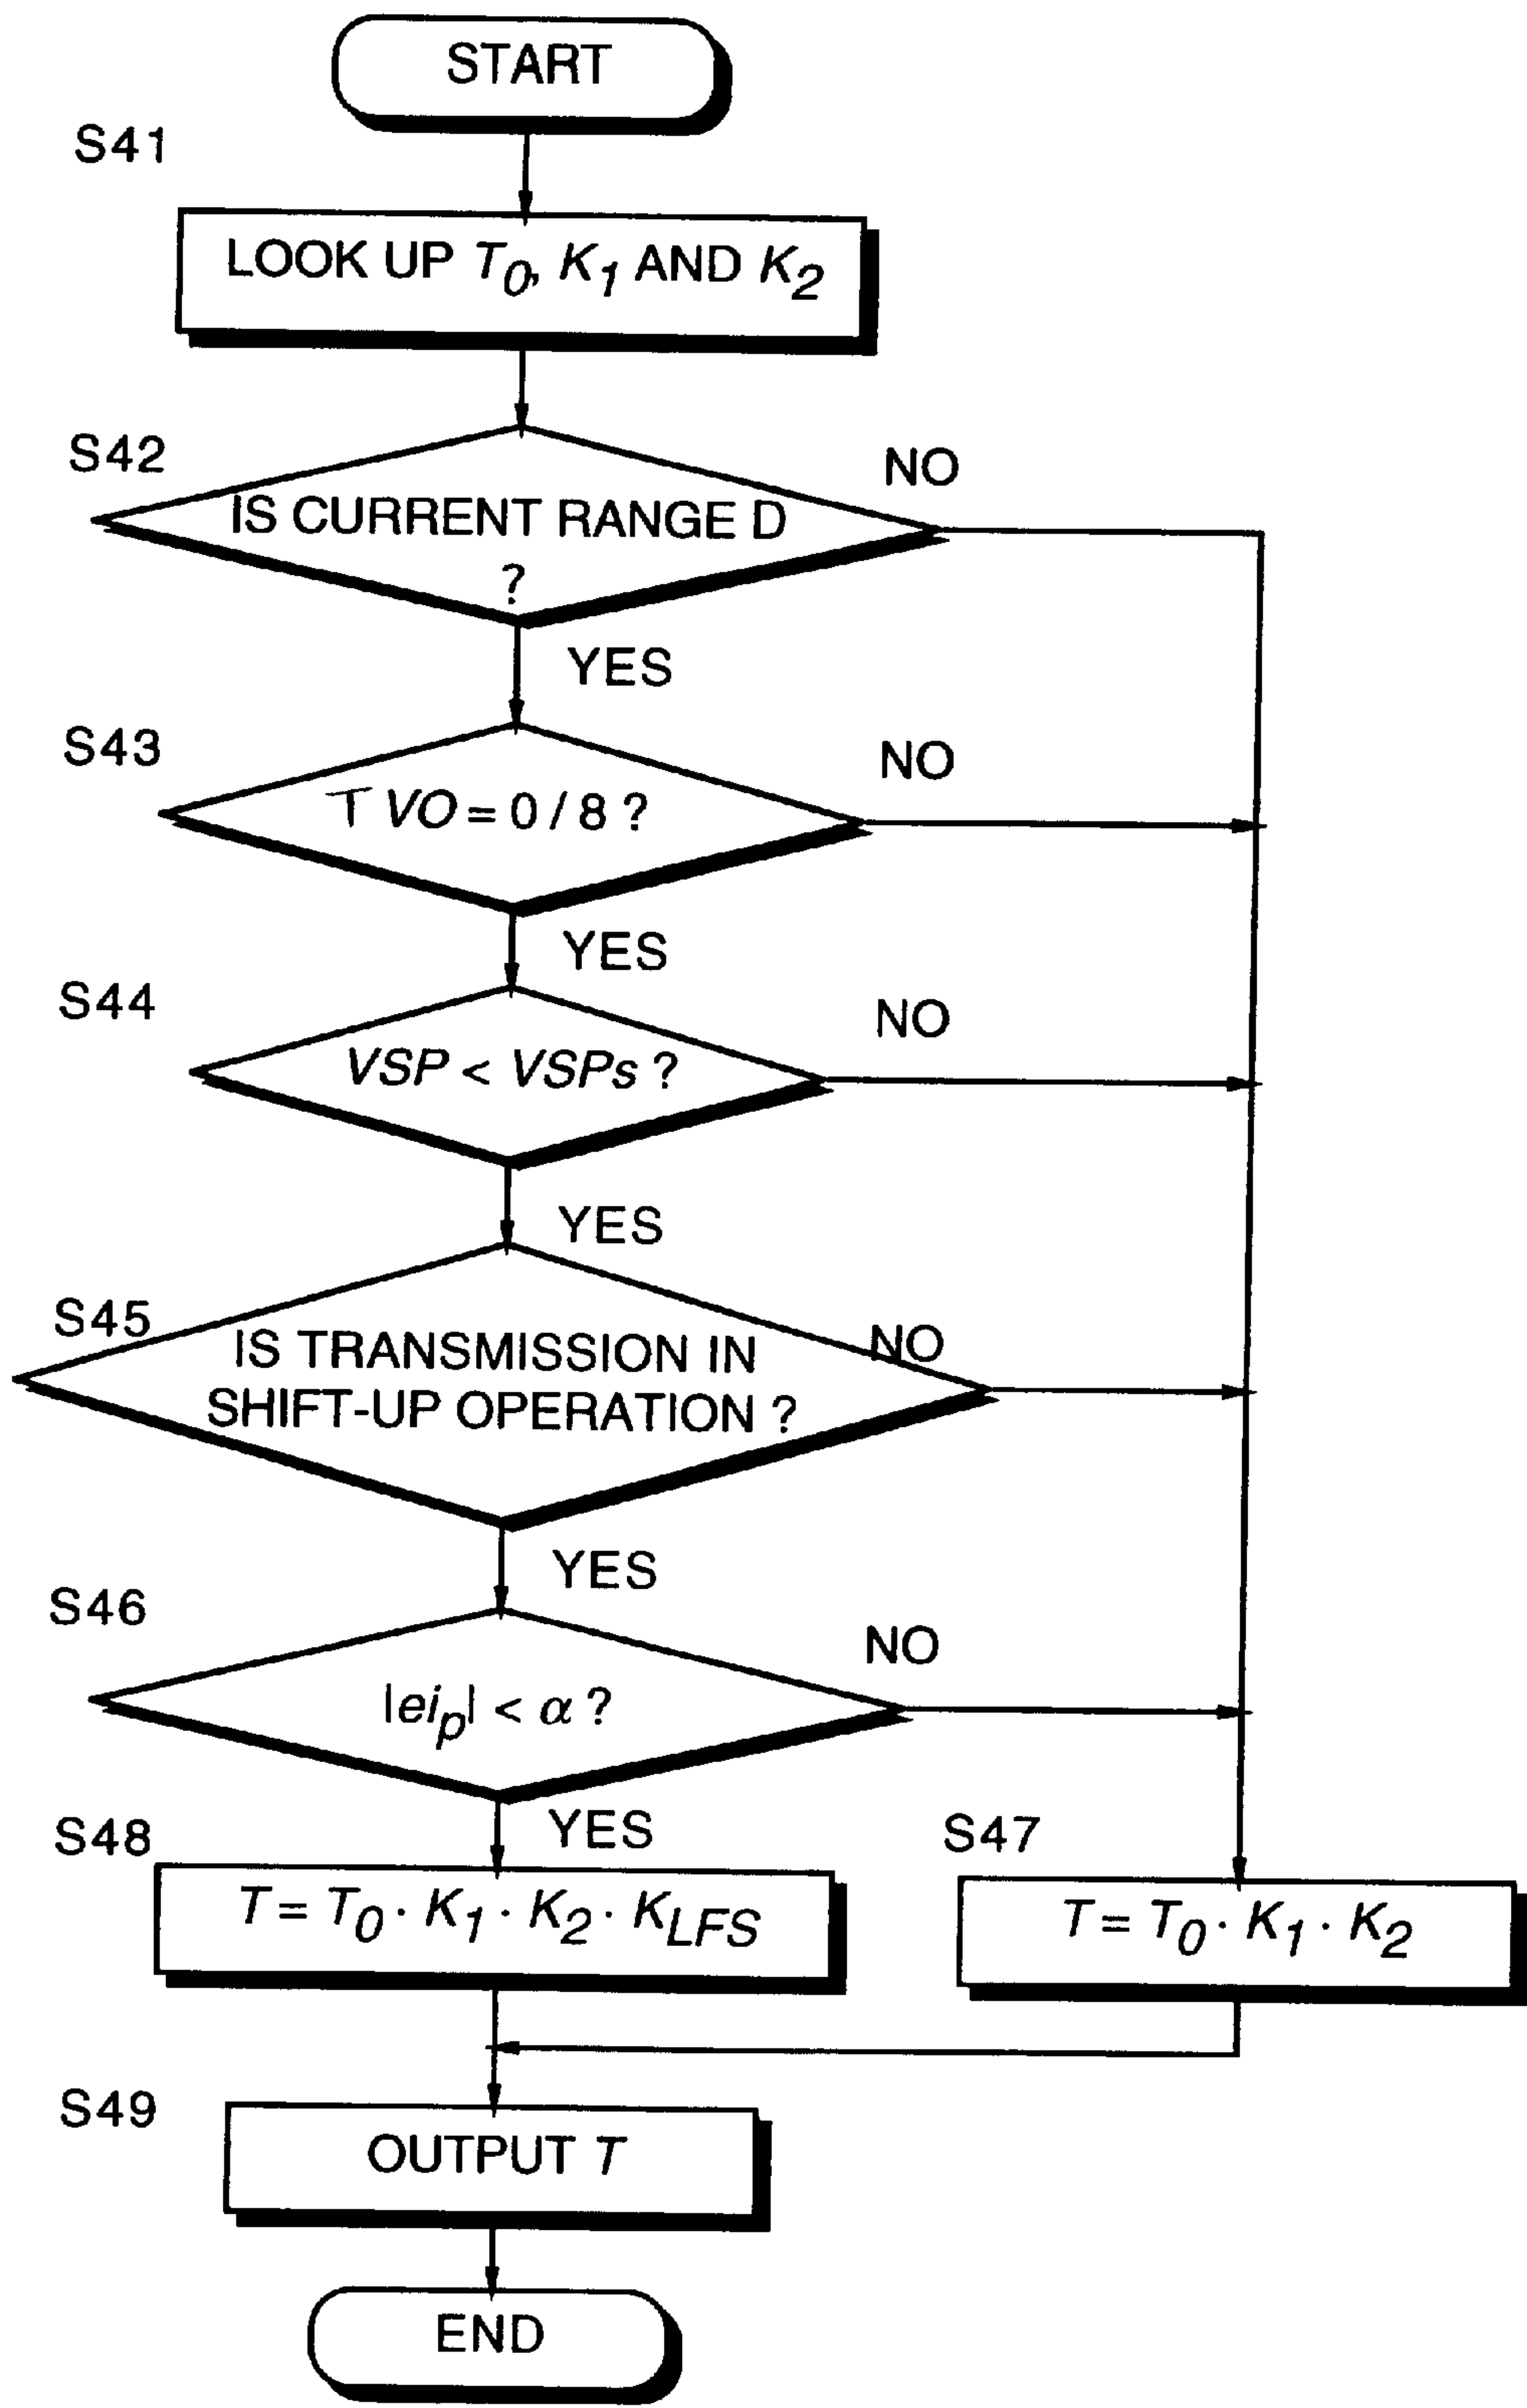 START
S41
LOOK UP T0, K1 AND K2
S42
NO
IS CURRENT RANGE D
?
YES
S43
NO
T VO = 0 / 8 ?
YES
S44
NO
VSP < VSPs ?
YES
S45
NO
IS TRANSMISSION IN
SHIFT-UP OPERATION ?
YES
S46
NO
|eip| < α ?
YES
S48
S47
T = T0 · K1 · K2 · KLFS
T = T0 · K1 · K2
S49
OUTPUT T
END